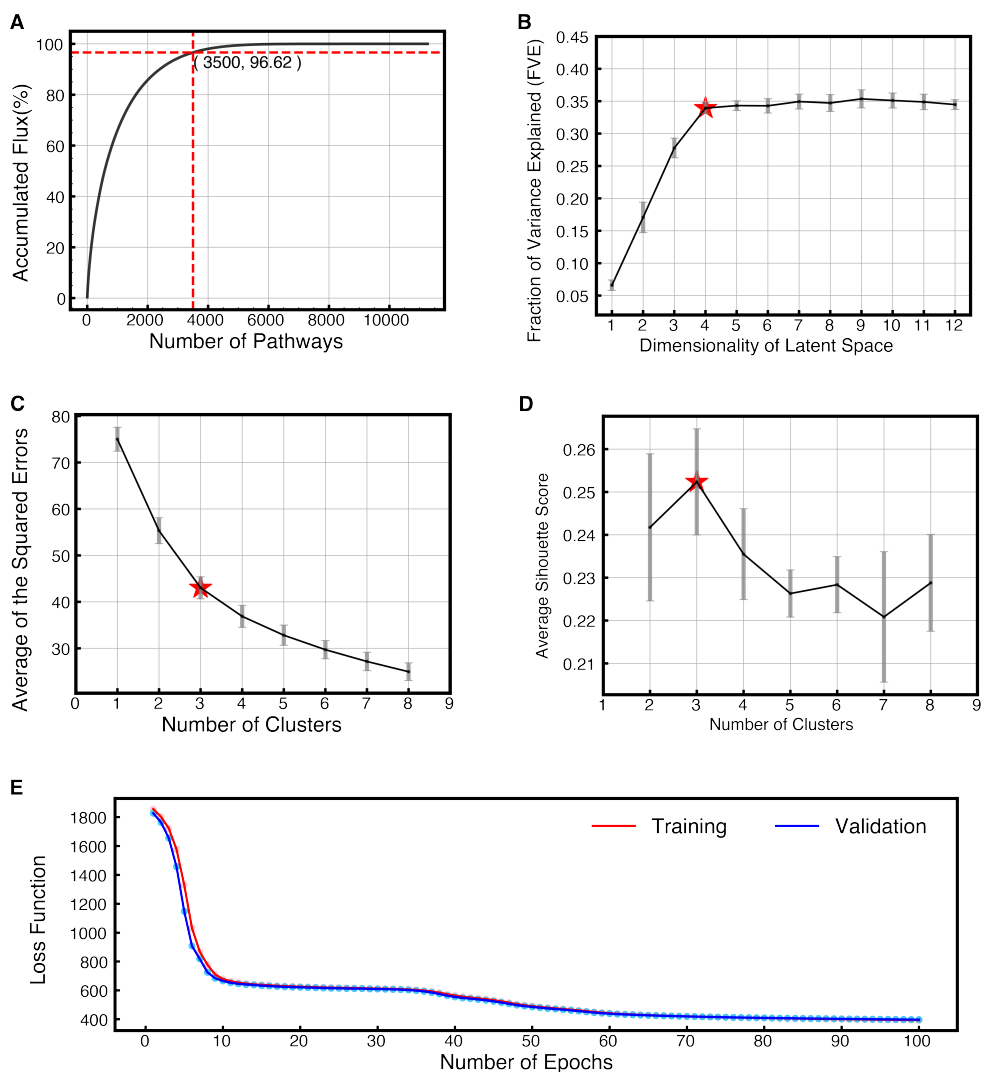 A
Accumulated Flux(%)
100
80
60
40
20
0
( 3500, 96.62 )
0 2000 4000 6000 8000 10000
Number of Pathways
B
Fraction of Variance Explained (FVE)
0.45
0.40
0.35
0.30
0.25
0.20
0.15
0.10
0.05
1 2 3 4 5 6 7 8 9 10 11 12
Dimensionality of Latent Space
C
Average of the Squared Errors
80
70
60
50
40
30
0 1 2 3 4 5 6 7 8 9
Number of Clusters
D
Average Sihouette Score
0.26
0.25
0.24
0.23
0.22
0.21
1 2 3 4 5 6 7 8 9
Number of Clusters
E
Loss Function
1800
1600
1400
1200
1000
800
600
400
Training Validation
0 10 20 30 40 50 60 70 80 90 100
Number of Epochs